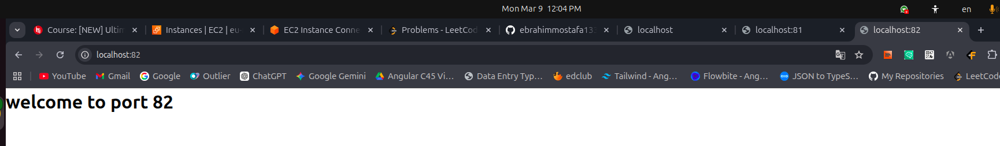 Mon Mar 9 12:04 PM
en
Course: [NEW] Ultim
Instances | EC2 | eu-
EC2 Instance Conne
Problems - LeetCod
ebrahimmostafa133
localhost
localhost:81
localhost:82
localhost:82
YouTube
Gmail
Google
Outlier
ChatGPT
Google Gemini
Angular C45 Vi...
Data Entry Typ...
edclub
Tailwind - Ang...
Flowbite - Ang...
JSON to TypeS...
My Repositories
LeetCode
welcome to port 82